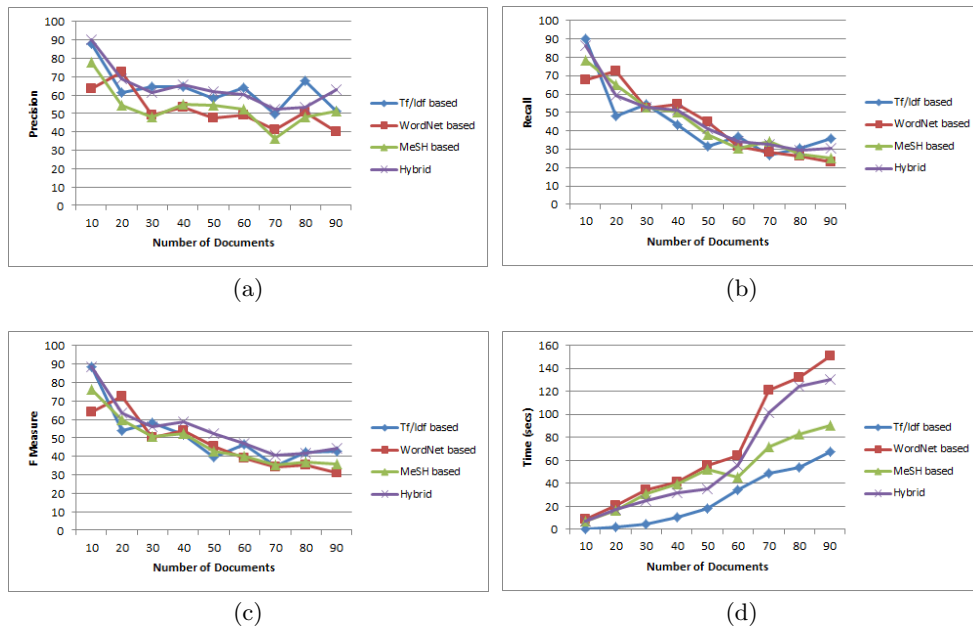 100
90
80
70
60
50
40
30
20
10
0
Precision
10 20 30 40 50 60 70 80 90
Number of Documents
Tf/Idf based
WordNet based
MeSH based
Hybrid
(a)
100
90
80
70
60
50
40
30
20
10
0
Recall
10 20 30 40 50 60 70 80 90
Number of Documents
Tf/Idf based
WordNet based
MeSH based
Hybrid
(b)
100
90
80
70
60
50
40
30
20
10
0
F Measure
10 20 30 40 50 60 70 80 90
Number of Documents
Tf/Idf based
WordNet based
MeSH based
Hybrid
(c)
160
140
120
100
80
60
40
20
0
Time (secs)
10 20 30 40 50 60 70 80 90
Number of Documents
Tf/Idf based
WordNet based
MeSH based
Hybrid
(d)